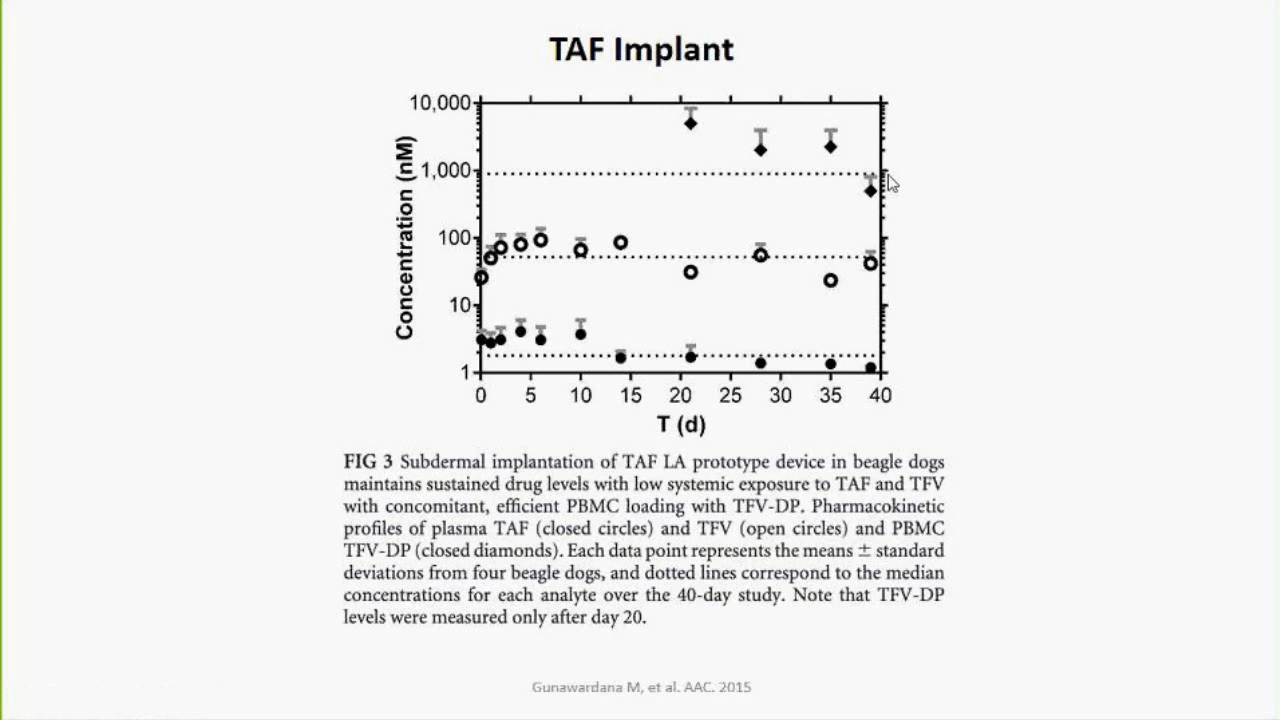 TAF Implant
Concentration (nM)
10,000
1,000
100
10
1
0 5 10 15 20 25 30 35 40
T (d)
FIG 3 Subdermal implantation of TAF LA prototype device in beagle dogs
maintains sustained drug levels with low systemic exposure to TAF and TFV
with concomitant, efficient PBMC loading with TFV-DP. Pharmacokinetic
profiles of plasma TAF (closed circles) and TFV (open circles) and PBMC
TFV-DP (closed diamonds). Each data point represents the means ± standard
deviations from four beagle dogs, and dotted lines correspond to the median
concentrations for each analyte over the 40-day study. Note that TFV-DP
levels were measured only after day 20.
Gunawardana M, et al. AAC. 2015